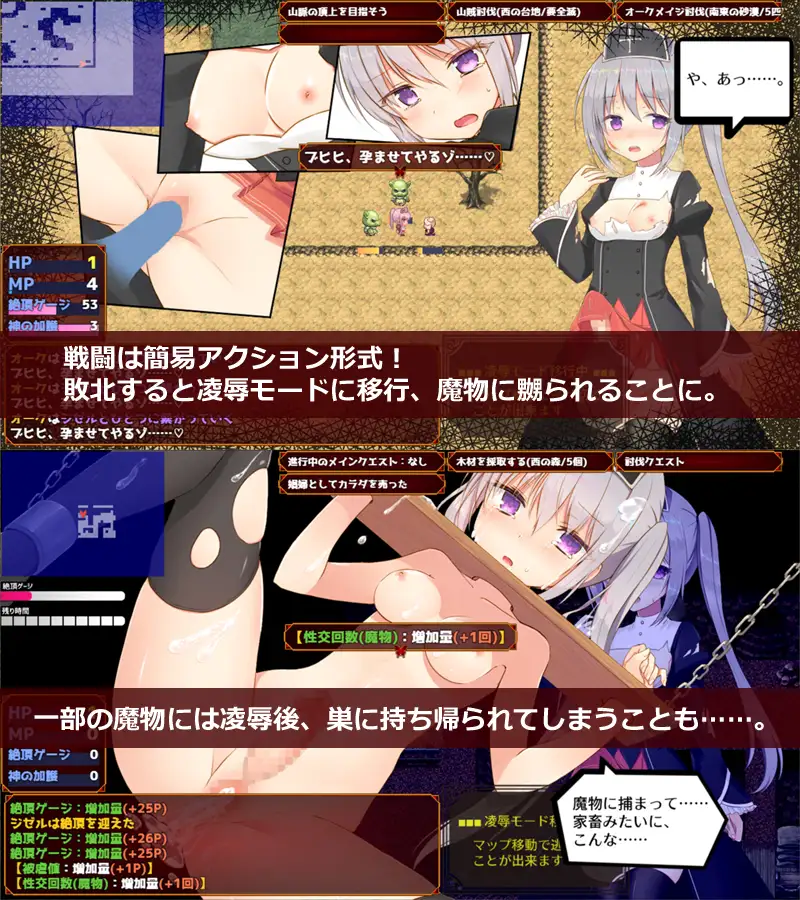 山脈の頂上を目指そう
山賊討伐(西の台地/要全滅)
オークメイジ討伐(南東の砂漠/5匹
や、あっ……。
ブヒヒ、孕ませてやるゾ……♡
HP 1
MP 4
絶頂ゲージ 53
神の加護 3
戦闘は簡易アクション形式！
敗北すると凌辱モードに移行、魔物に嬲られることに。
ブヒヒ、孕ませてやるゾ……♡
進行中のメインクエスト：なし
木材を採取する(西の森/5個)
討伐クエスト
娼婦としてカラダを売った
絶頂ゲージ
残り時間
【性交回数(魔物)：増加量(+1回)】
一部の魔物には凌辱後、巣に持ち帰られてしまうことも……。
HP
MP 0
絶頂ゲージ 0
神の加護 0
絶頂ゲージ：増加量(+25P)
ジゼルは絶頂を迎えた
絶頂ゲージ：増加量(+26P)
絶頂ゲージ：増加量(+25P)
【被虐値：増加量(+1P)】
【性交回数(魔物)：増加量(+1回)】
■■■凌辱モード移
マップ移動で逃
ことが出来ます
魔物に捕まって……
家畜みたいに、
こんな……